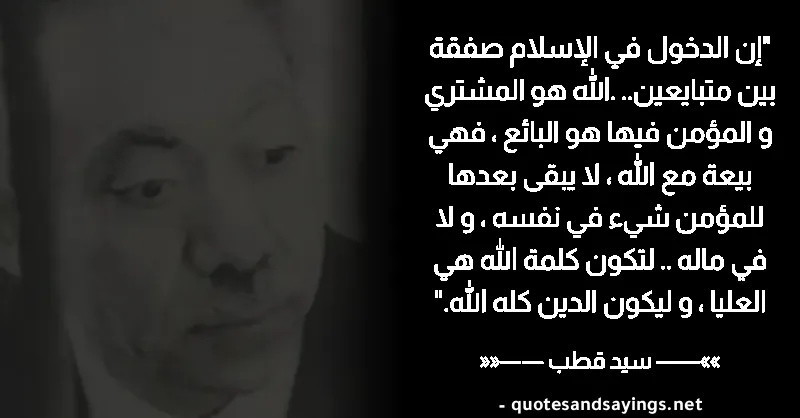 "إن الدخول في الإسلام صفقة
بين متبايعين.. .الله هو المشتري
و المؤمن فيها هو البائع ، فهي
بيعة مع الله ، لا يبقى بعدها
للمؤمن شيء في نفسه ، و لا
في ماله .. لتكون كلمة الله هي
العليا ، و ليكون الدين كله الله."
»»——— سيد قطب ———««
- quotesandsayings.net